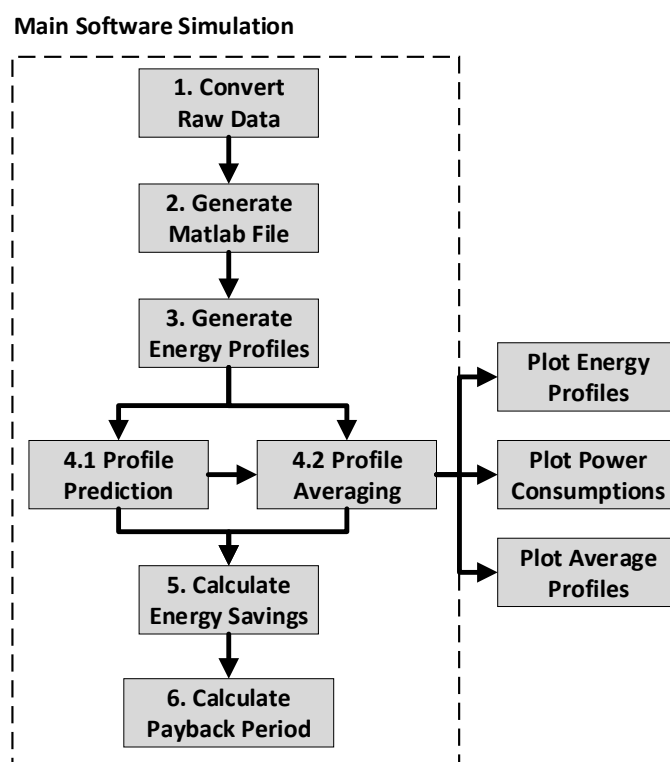 Main Software Simulation
1. Convert
Raw Data
2. Generate
Matlab File
3. Generate
Energy Profiles
4.1 Profile
Prediction
4.2 Profile
Averaging
Plot Energy
Profiles
Plot Power
Consumptions
Plot Average
Profiles
5. Calculate
Energy Savings
6. Calculate
Payback Period